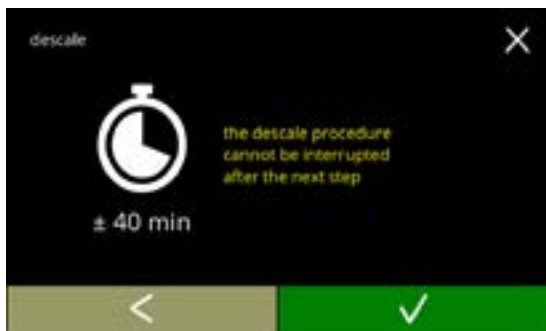 descale
the descale procedure
cannot be interrupted
after the next step
± 40 min